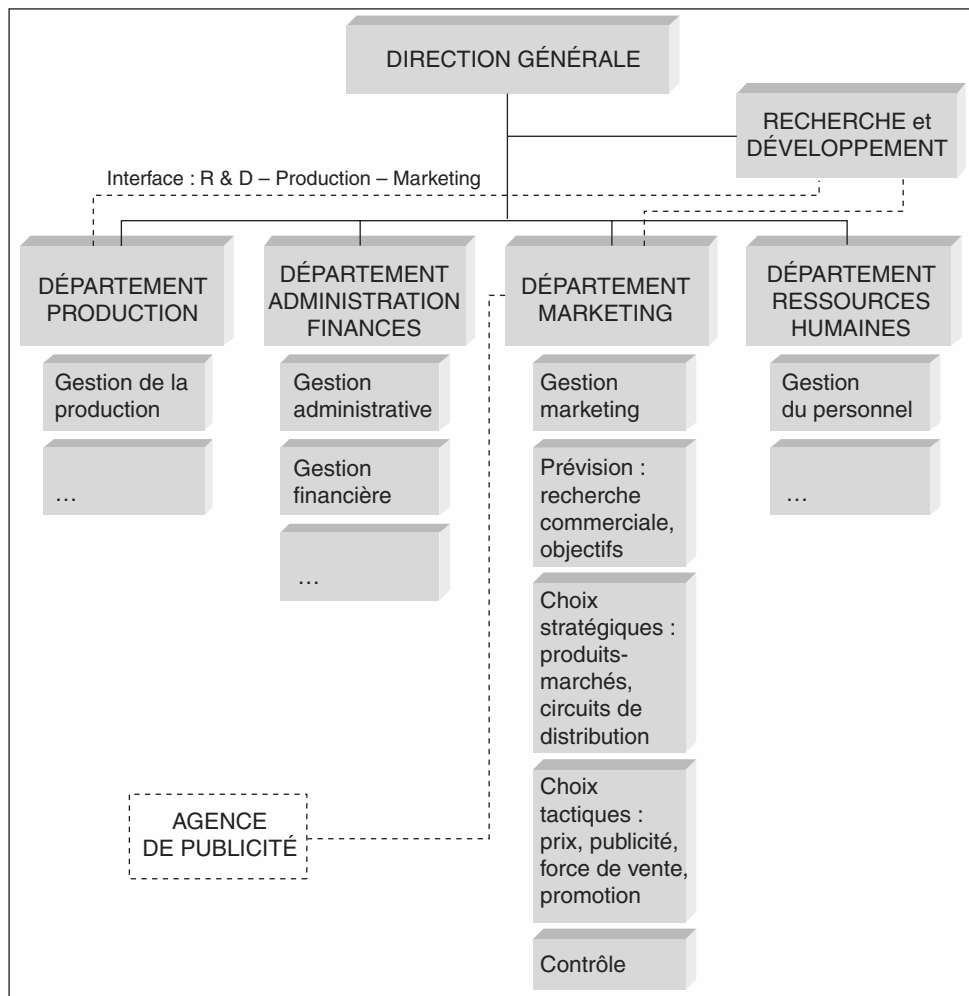 DIRECTION GÉNÉRALE
RECHERCHE et
DÉVELOPPEMENT
Interface : R & D – Production – Marketing
DÉPARTEMENT
PRODUCTION
Gestion de la
production
…
DÉPARTEMENT
ADMINISTRATION
FINANCES
Gestion
administrative
Gestion
financière
…
DÉPARTEMENT
MARKETING
Gestion
marketing
Prévision :
recherche
commerciale,
objectifs
Choix
stratégiques :
produits-
marchés,
circuits de
distribution
Choix
tactiques :
prix, publicité,
force de vente,
promotion
Contrôle
DÉPARTEMENT
RESSOURCES
HUMAINES
Gestion
du personnel
…
AGENCE
DE PUBLICITÉ